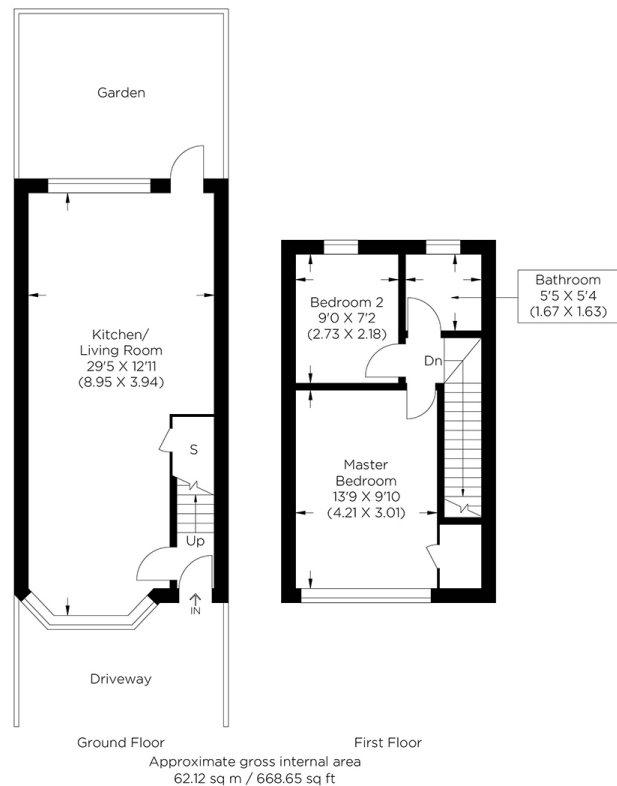 Garden
Kitchen/
Living Room
29'5 X 12'11
(8.95 X 3.94)
S
Up
IN
Driveway
Ground Floor
Bedroom 2
9'0 X 7'2
(2.73 X 2.18)
Bathroom
5'5 X 5'4
(1.67 X 1.63)
Dn
Master
Bedroom
13'9 X 9'10
(4.21 X 3.01)
First Floor
Approximate gross internal area
62.12 sq m / 668.65 sq ft